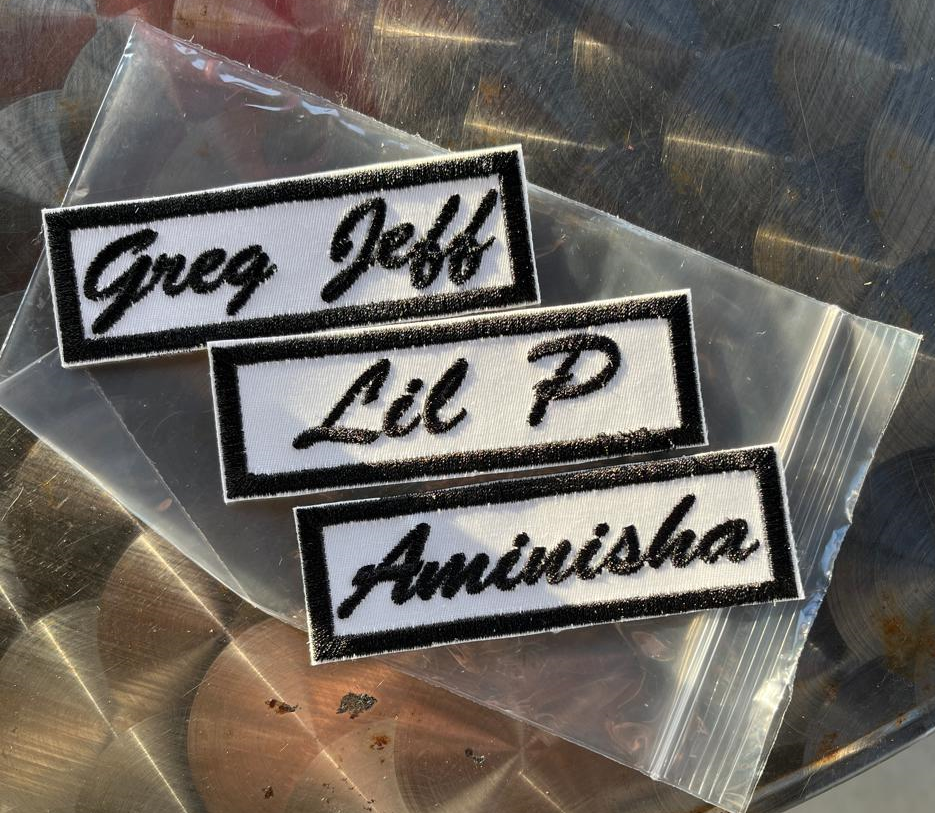 Greg Jeff
Lil P
Aminisha